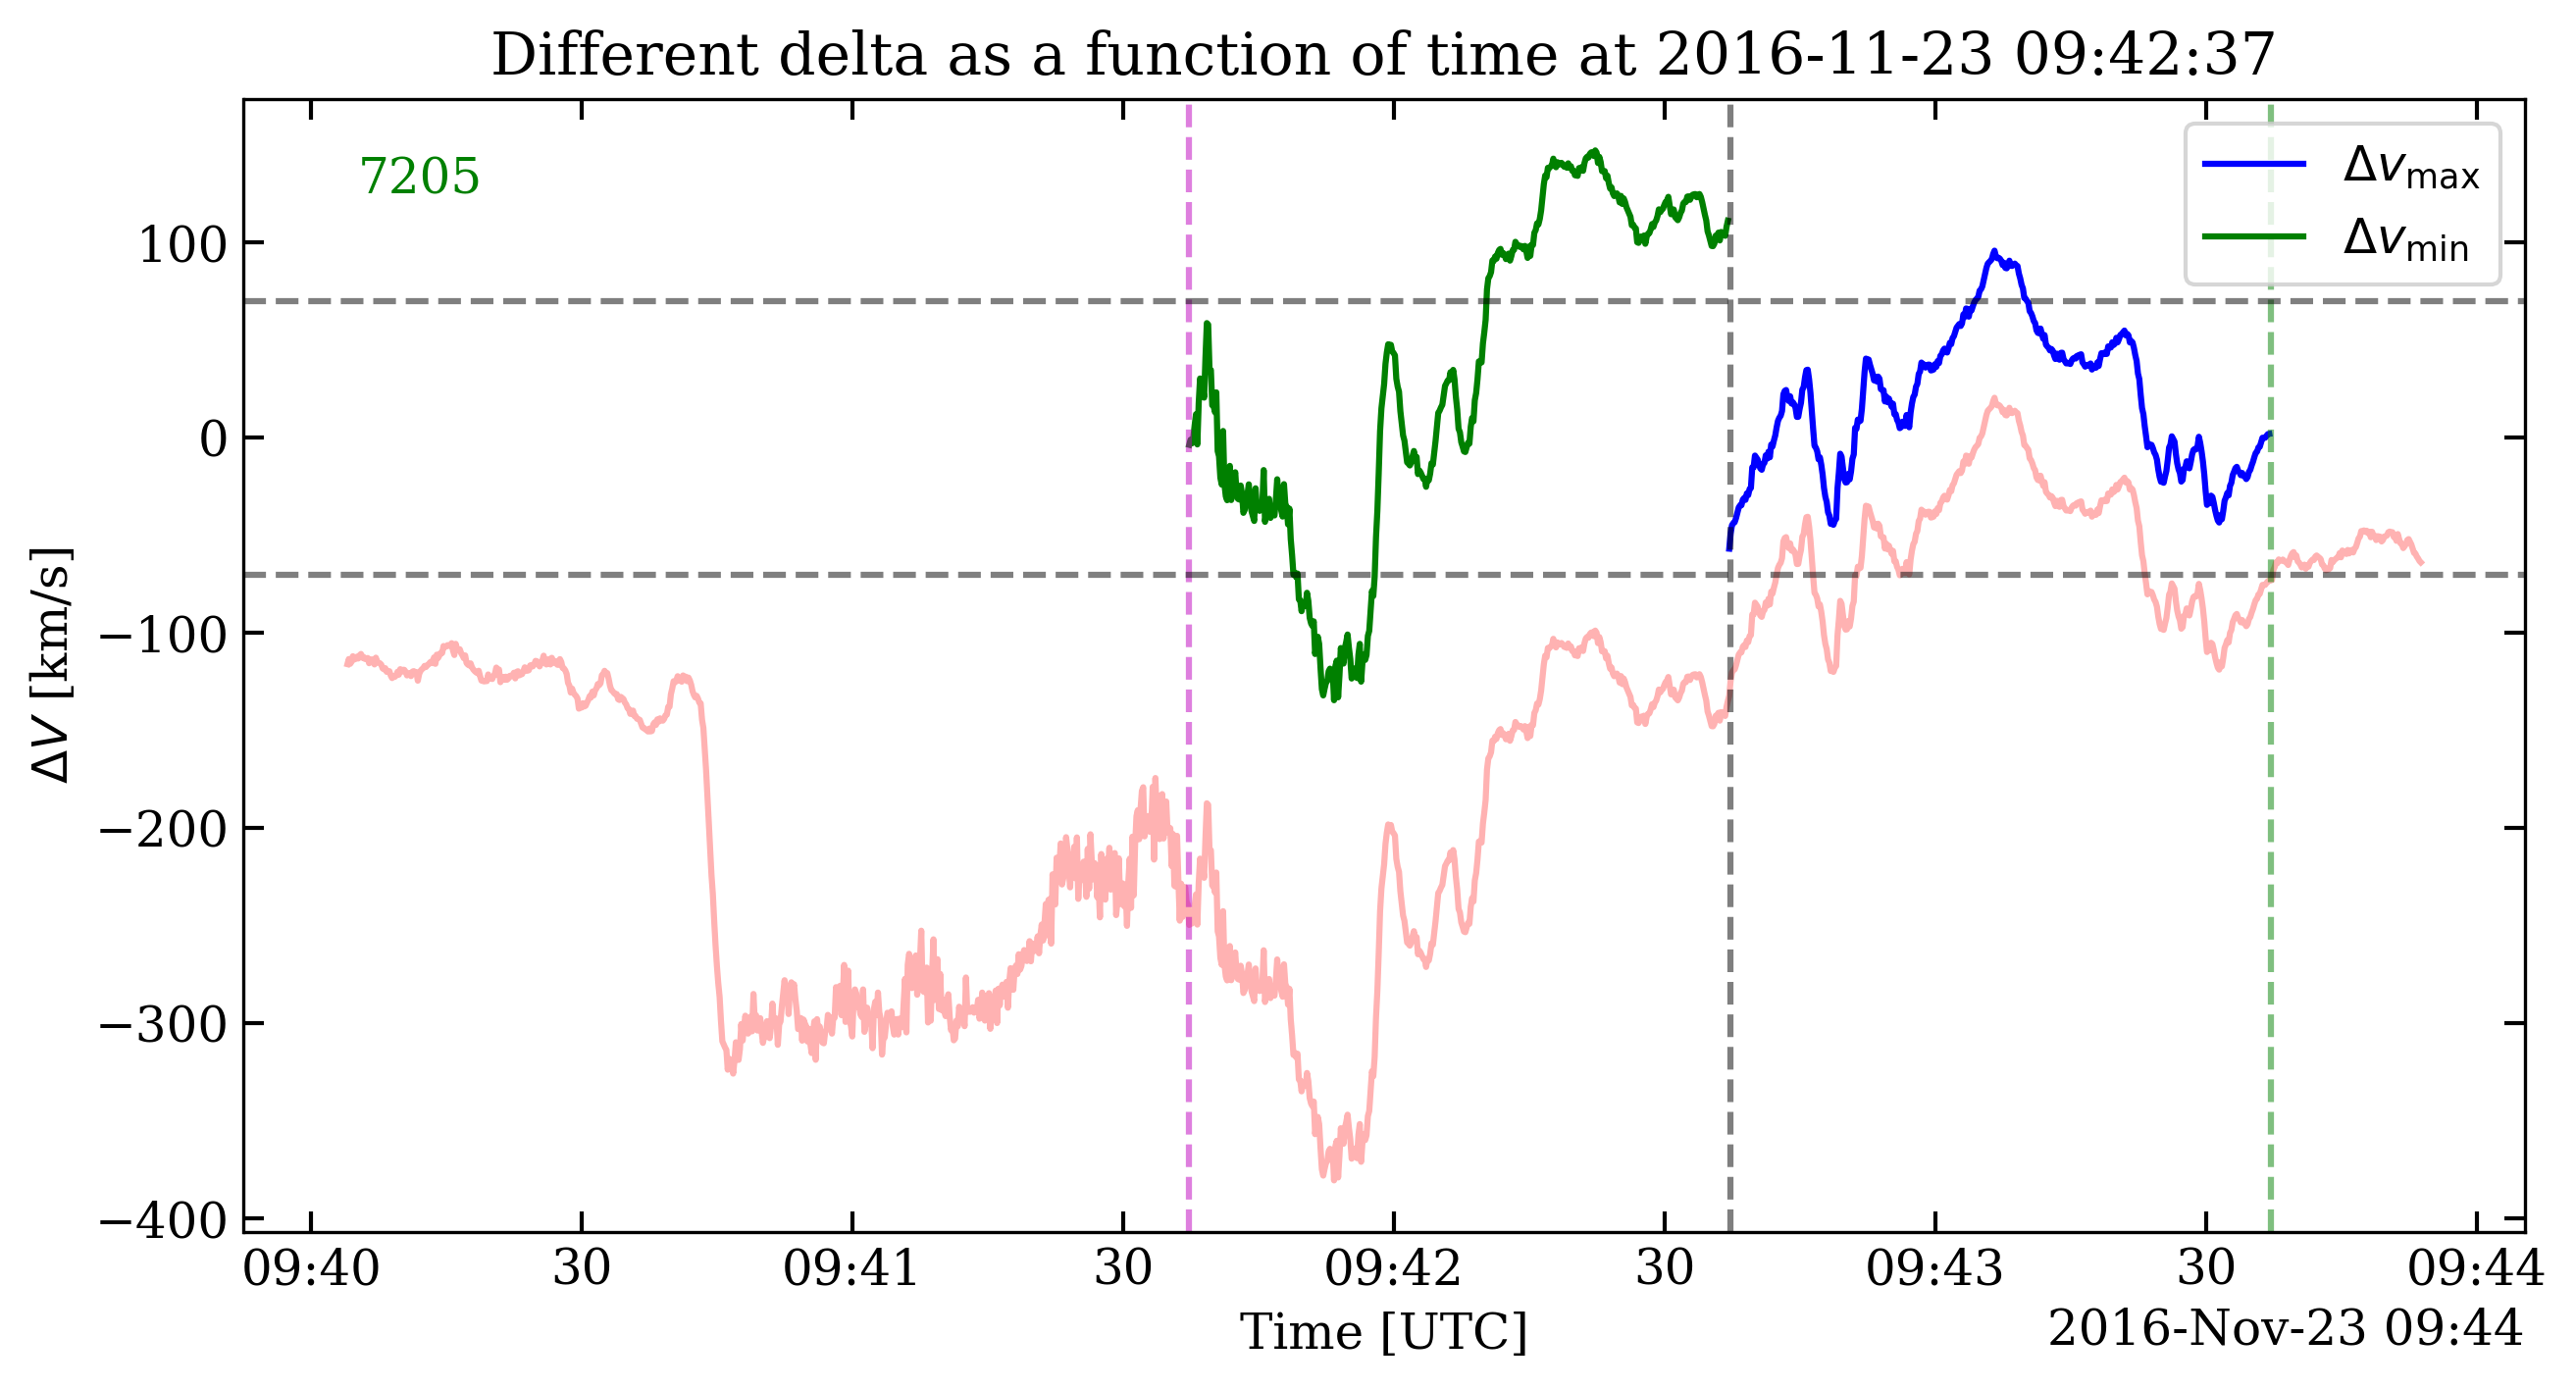 Different delta as a function of time at 2016-11-23 09:42:37
7205
Δv_max
Δv_min
100
0
−100
−200
−300
−400
ΔV [km/s]
09:40 30 09:41 30 09:42 30 09:43 30 09:44
Time [UTC]
2016-Nov-23 09:44